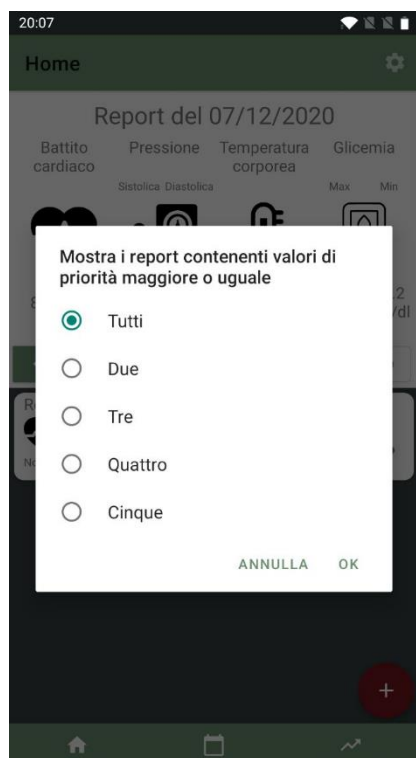 20:07
Home
Report del 07/12/2020
Battito cardiaco
Pressione
Temperatura corporea
Glicemia
Sistolica Diastolica
Max Min
Mostra i report contenenti valori di
priorità maggiore o uguale
Tutti
Due
Tre
Quattro
Cinque
ANNULLA OK